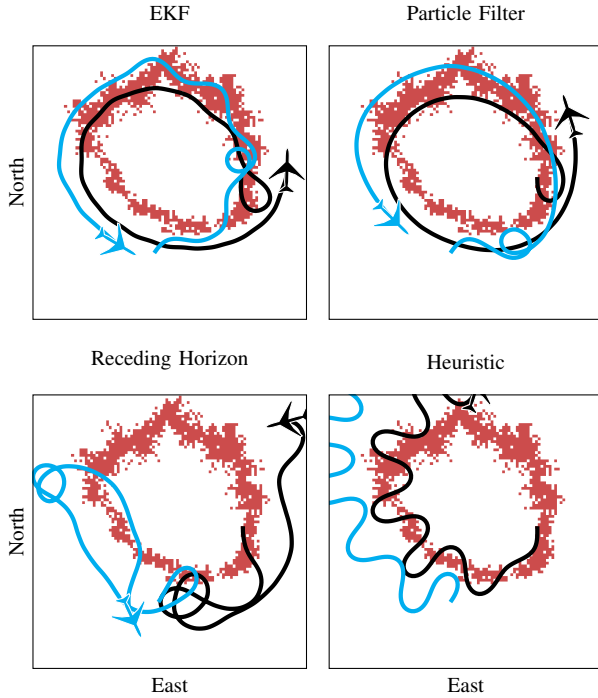 EKF
Particle Filter
North
Receding Horizon
Heuristic
North
East
East